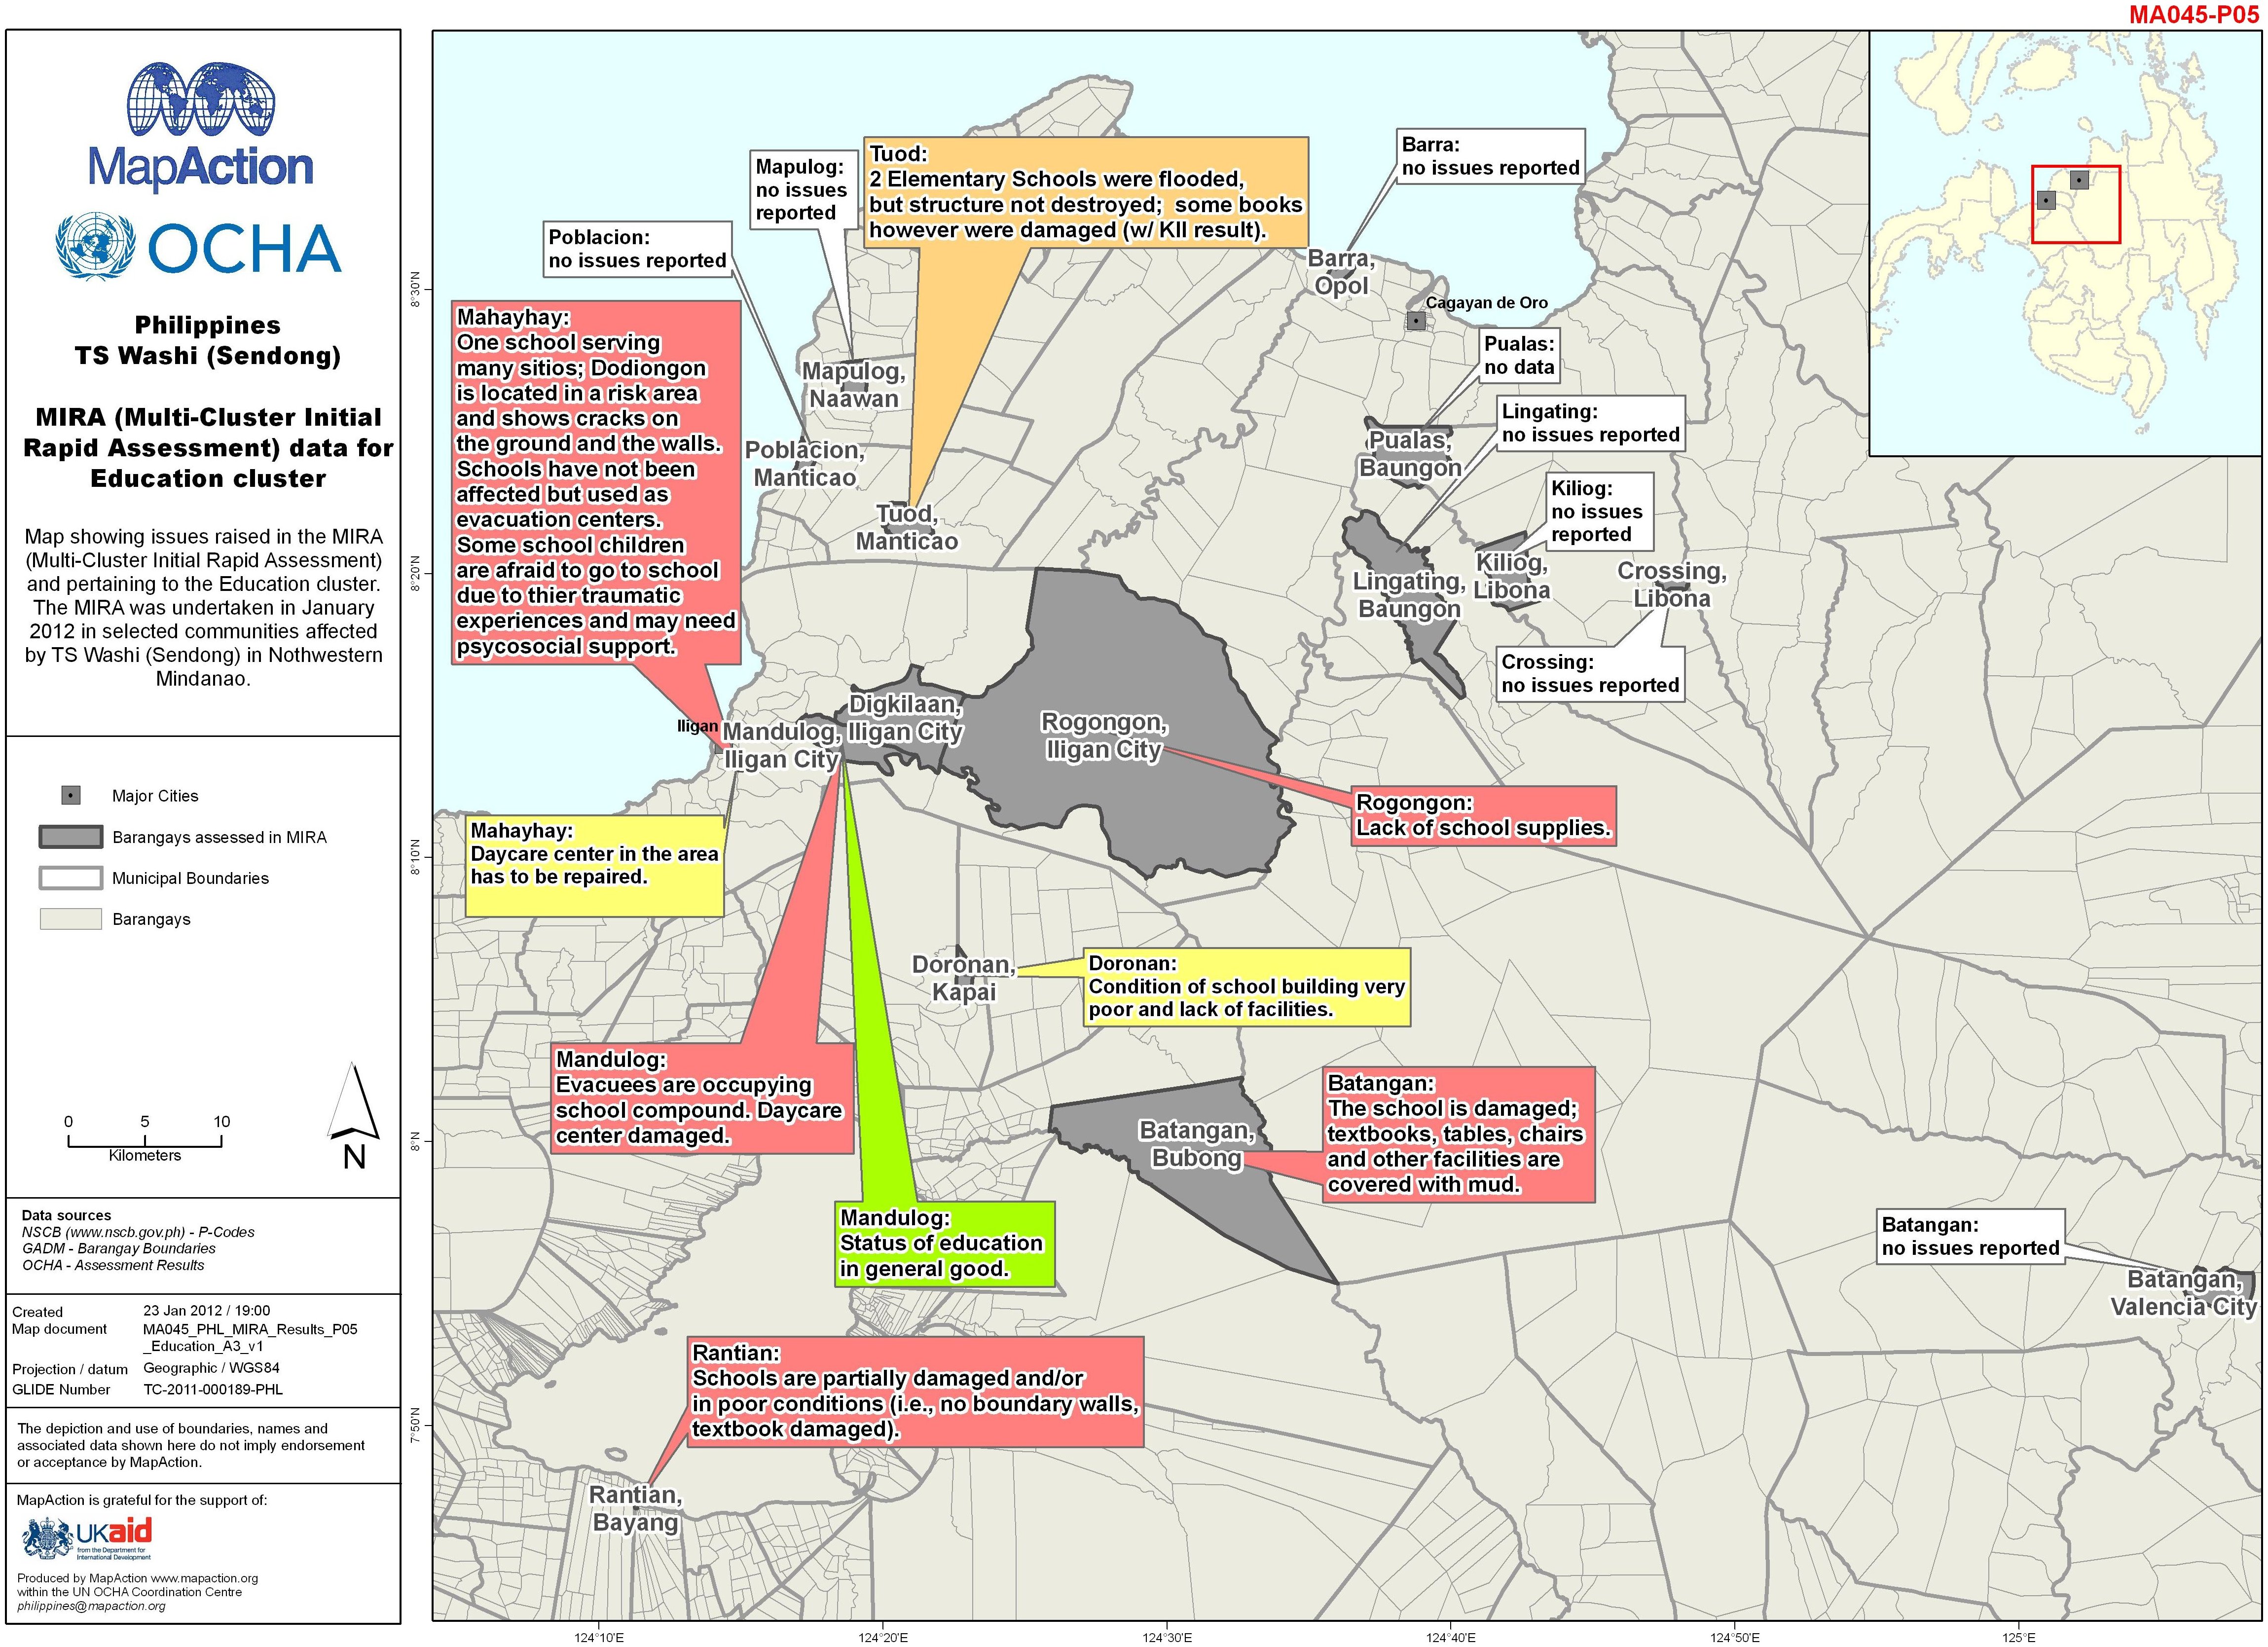 MA045-P05
MapAction
OCHA
Philippines
TS Washi (Sendong)
MIRA (Multi-Cluster Initial
Rapid Assessment) data for
Education cluster
Map showing issues raised in the MIRA
(Multi-Cluster Initial Rapid Assessment)
and pertaining to the Education cluster.
The MIRA was undertaken in January
2012 in selected communities affected
by TS Washi (Sendong) in Nothwestern
Mindanao.
Major Cities
Barangays assessed in MIRA
Municipal Boundaries
Barangays
0 5 10
Kilometers
N
Data sources
NSCB (www.nscb.gov.ph) - P-Codes
GADM - Barangay Boundaries
OCHA - Assessment Results
Created 23 Jan 2012 / 19:00
Map document MA045_PHL_MIRA_Results_P05
_Education_A3_v1
Projection / datum Geographic / WGS84
GLIDE Number TC-2011-000189-PHL
The depiction and use of boundaries, names and
associated data shown here do not imply endorsement
or acceptance by MapAction.
MapAction is grateful for the support of:
UKaid
from the Department for
International Development
Produced by MapAction www.mapaction.org
within the UN OCHA Coordination Centre
philippines@mapaction.org
Mapulog:
no issues
reported
Tuod:
2 Elementary Schools were flooded,
but structure not destroyed; some books
however were damaged (w/ KII result).
Barra:
no issues reported
Poblacion:
no issues reported
Barra,
Opol
Cagayan de Oro
Mahayhay:
One school serving
many sitios; Dodiongon
is located in a risk area
and shows cracks on
the ground and the walls.
Schools have not been
affected but used as
evacuation centers.
Some school children
are afraid to go to school
due to thier traumatic
experiences and may need
psycosocial support.
Pualas:
no data
Mapulog,
Naawan
Lingating:
no issues reported
Poblacion,
Manticao
Pualas,
Baungon
Kiliog:
no issues
reported
Tuod,
Manticao
Lingating,
Baungon
Kiliog,
Libona
Crossing,
Libona
Crossing:
no issues reported
Iligan
Mandulog,
Iligan City
Digkilaan,
Iligan City
Rogongon,
Iligan City
Rogongon:
Lack of school supplies.
Mahayhay:
Daycare center in the area
has to be repaired.
Doronan,
Kapai
Doronan:
Condition of school building very
poor and lack of facilities.
Mandulog:
Evacuees are occupying
school compound. Daycare
center damaged.
Batangan,
Bubong
Batangan:
The school is damaged;
textbooks, tables, chairs
and other facilities are
covered with mud.
Mandulog:
Status of education
in general good.
Batangan:
no issues reported
Batangan,
Valencia City
Rantian:
Schools are partially damaged and/or
in poor conditions (i.e., no boundary walls,
textbook damaged).
Rantian,
Bayang
8°30'N
8°20'N
8°10'N
8°N
7°50'N
124°10'E
124°20'E
124°30'E
124°40'E
124°50'E
125°E